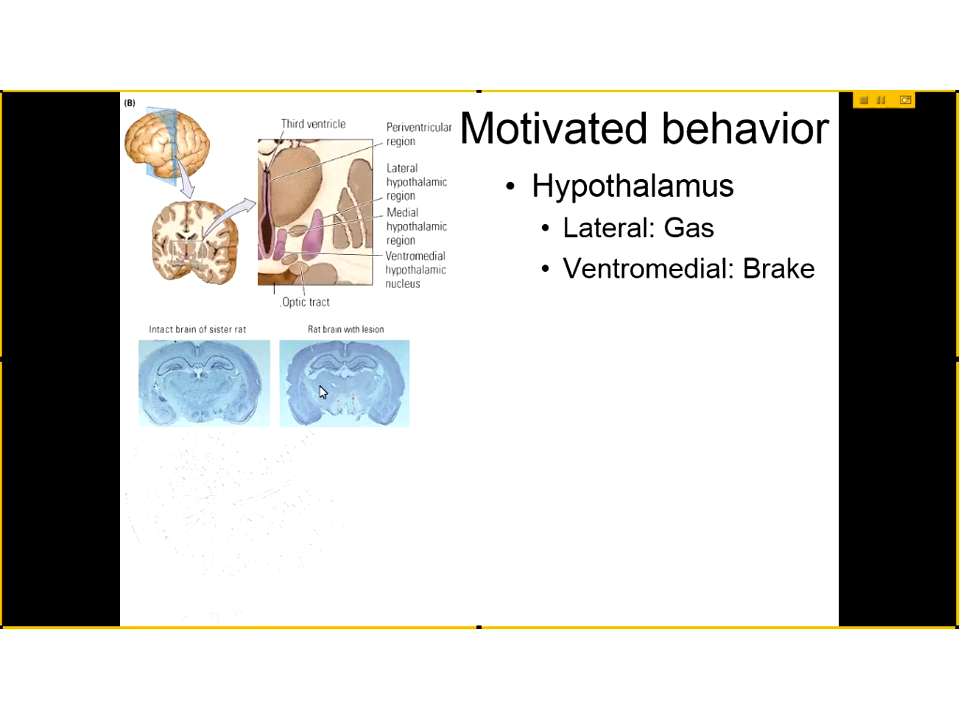 (B)
Third ventricle
Periventricular
region
Lateral
hypothalamic
region
Medial
hypothalamic
region
Ventromedial
hypothalamic
nucleus
Optic tract
Intact brain of sister rat
Rat brain with lesion
Motivated behavior
• Hypothalamus
• Lateral: Gas
• Ventromedial: Brake